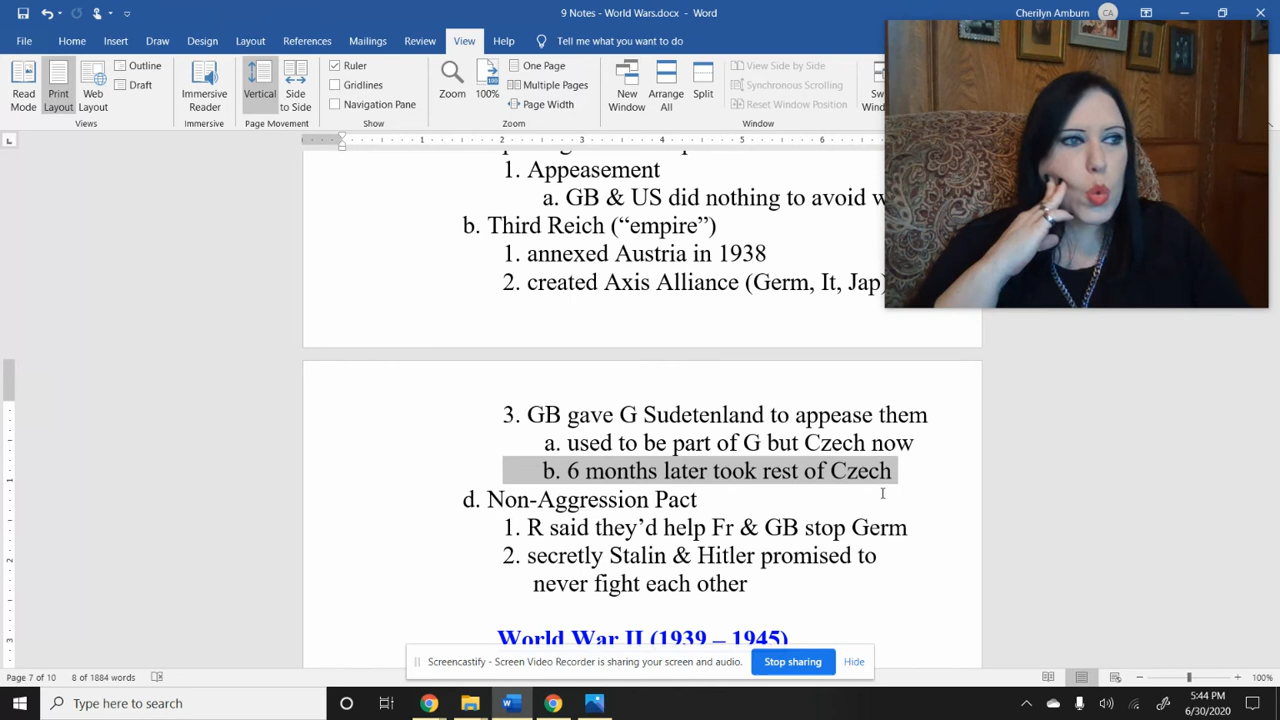 9 Notes - World Wars.docx - Word
Cherilyn Amburn CA
File Home Insert Draw Design Layout References Mailings Review View Help Tell me what you want to do
Read Mode
Print Layout
Web Layout
Outline
Draft
Views
Immersive Reader
Immersive
Vertical
Side to Side
Page Movement
Ruler
Gridlines
Navigation Pane
Show
Zoom
100%
One Page
Multiple Pages
Page Width
Zoom
New Window
Arrange All
Split
View Side by Side
Synchronous Scrolling
Reset Window Position
Window
1. Appeasement
a. GB & US did nothing to avoid
b. Third Reich (“empire”)
1. annexed Austria in 1938
2. created Axis Alliance (Germ, It, Jap)
3. GB gave G Sudetenland to appease them
a. used to be part of G but Czech now
b. 6 months later took rest of Czech
d. Non-Aggression Pact
1. R said they’d help Fr & GB stop Germ
2. secretly Stalin & Hitler promised to
never fight each other
World War II (1939 – 1945)
Screencastify - Screen Video Recorder is sharing your screen and audio. Stop sharing Hide
Page 7 of 10 8 of 1884 words 100%
Type here to search
5:44 PM
6/30/2020